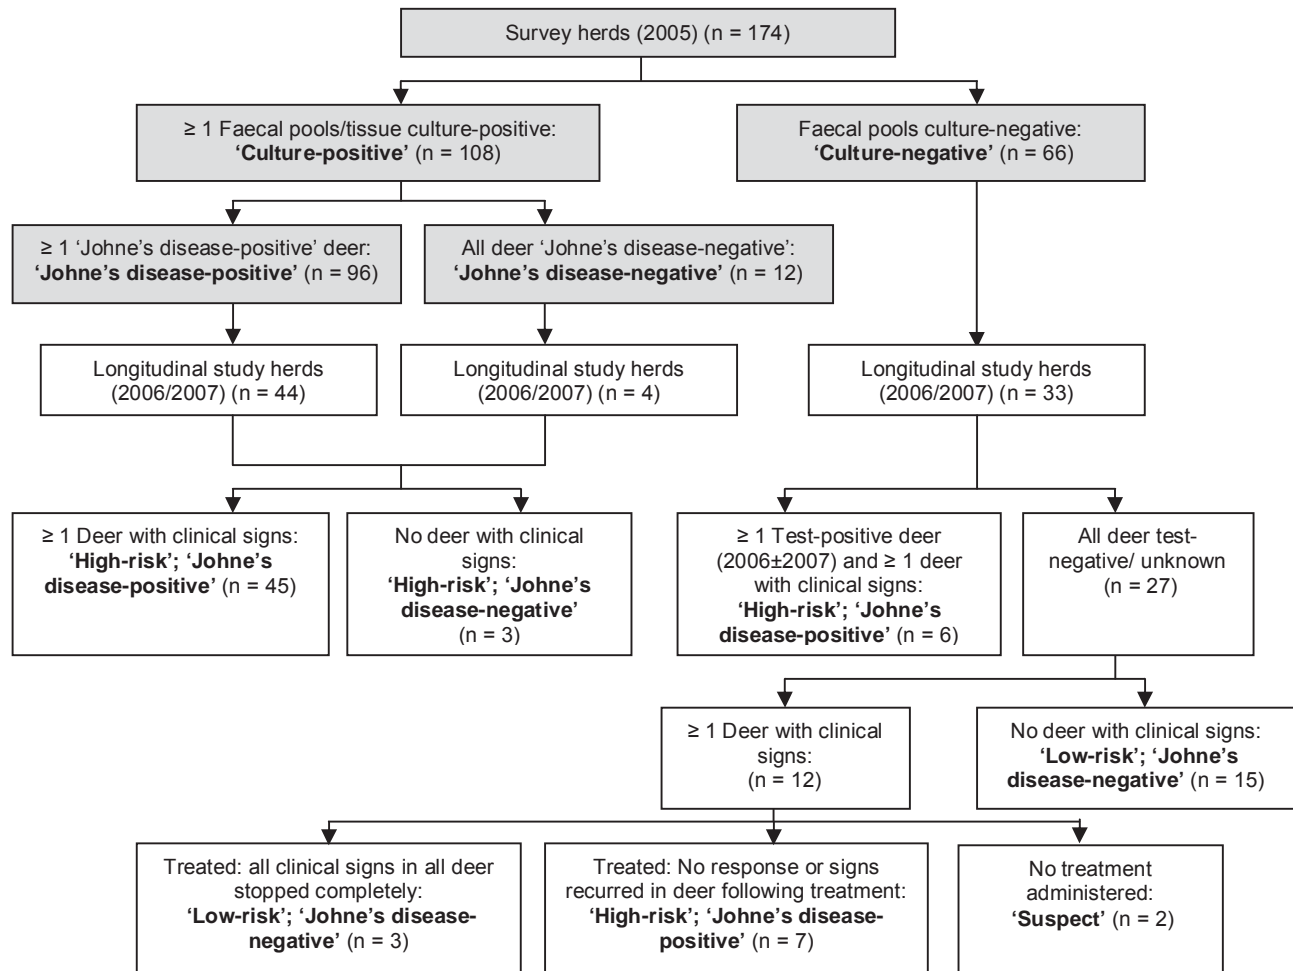 Survey herds (2005) (n = 174)
≥ 1 Faecal pools/tissue culture-positive:
‘Culture-positive’ (n = 108)
Faecal pools culture-negative:
‘Culture-negative’ (n = 66)
≥ 1 ‘Johne’s disease-positive’ deer:
‘Johne’s disease-positive’ (n = 96)
All deer ‘Johne’s disease-negative’:
‘Johne’s disease-negative’ (n = 12)
Longitudinal study herds
(2006/2007) (n = 44)
Longitudinal study herds
(2006/2007) (n = 4)
Longitudinal study herds
(2006/2007) (n = 33)
≥ 1 Deer with clinical signs:
‘High-risk’; ‘Johne’s
disease-positive’ (n = 45)
No deer with clinical
signs:
‘High-risk’; ‘Johne’s
disease-negative’
(n = 3)
≥ 1 Test-positive deer
(2006±2007) and ≥ 1 deer
with clinical signs:
‘High-risk’; ‘Johne’s
disease-positive’ (n = 6)
All deer test-
negative/ unknown
(n = 27)
≥ 1 Deer with clinical
signs:
(n = 12)
No deer with clinical signs:
‘Low-risk’; ‘Johne’s
disease-negative’ (n = 15)
Treated: all clinical signs in all deer
stopped completely:
‘Low-risk’; ‘Johne’s disease-
negative’ (n = 3)
Treated: No response or signs
recurred in deer following treatment:
‘High-risk’; ‘Johne’s disease-
positive’ (n = 7)
No treatment
administered:
‘Suspect’ (n = 2)